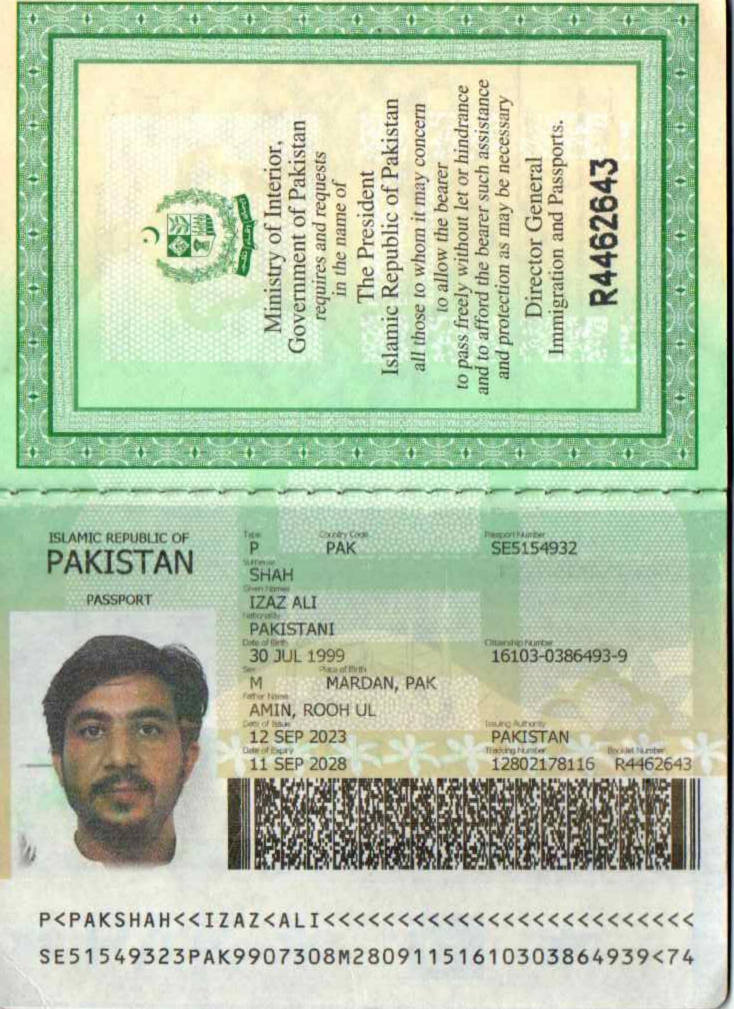 Ministry of Interior,
Government of Pakistan
requires and requests
in the name of
The President
Islamic Republic of Pakistan
all those to whom it may concern
to allow the bearer
to pass freely without let or hindrance
and to afford the bearer such assistance
and protection as may be necessary
Director General
Immigration and Passports.
R4462643
ISLAMIC REPUBLIC OF
PAKISTAN
PASSPORT
Type Country Code Passport Number
P PAK SE5154932
Surname
SHAH
Given Names
IZAZ ALI
Nationality
PAKISTANI
Date of Birth Citizenship Number
30 JUL 1999 16103-0386493-9
Sex Place of Birth
M MARDAN, PAK
Father Name
AMIN, ROOH UL
Date of Issue Issuing Authority
12 SEP 2023 PAKISTAN
Date of Expiry Tracking Number Booklet Number
11 SEP 2028 12802178116 R4462643
P<PAKSHAH<<IZAZ<ALI<<<<<<<<<<<<<<<<<<<<<<<<<
SE51549323PAK9907308M28091151610303864939<74